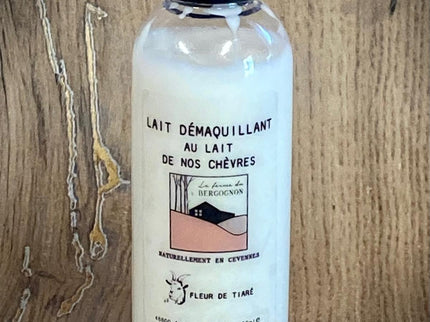 LAIT DÉMAQUILLANT
AU LAIT
DE NOS CHÈVRES
La ferme du
BERGOGNON
NATURELLEMENT EN CEVENNES
FLEUR DE TIARÉ